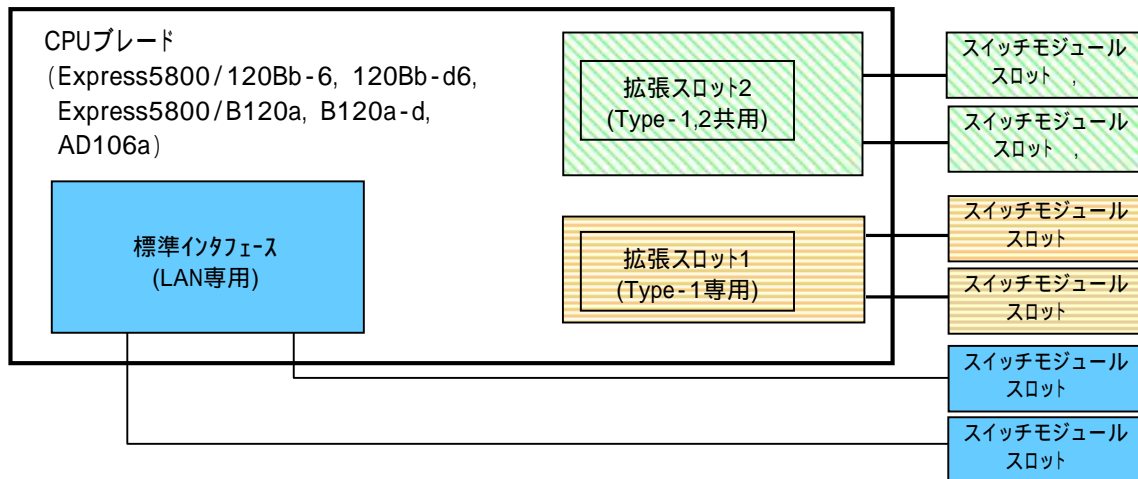 CPUブレード
(Express5800/120Bb-6, 120Bb-d6,
Express5800/B120a, B120a-d,
AD106a)
標準インタフェース
(LAN専用)
拡張スロット2
(Type-1,2共用)
拡張スロット1
(Type-1専用)
スイッチモジュール
スロット ,
スイッチモジュール
スロット ,
スイッチモジュール
スロット
スイッチモジュール
スロット
スイッチモジュール
スロット
スイッチモジュール
スロット